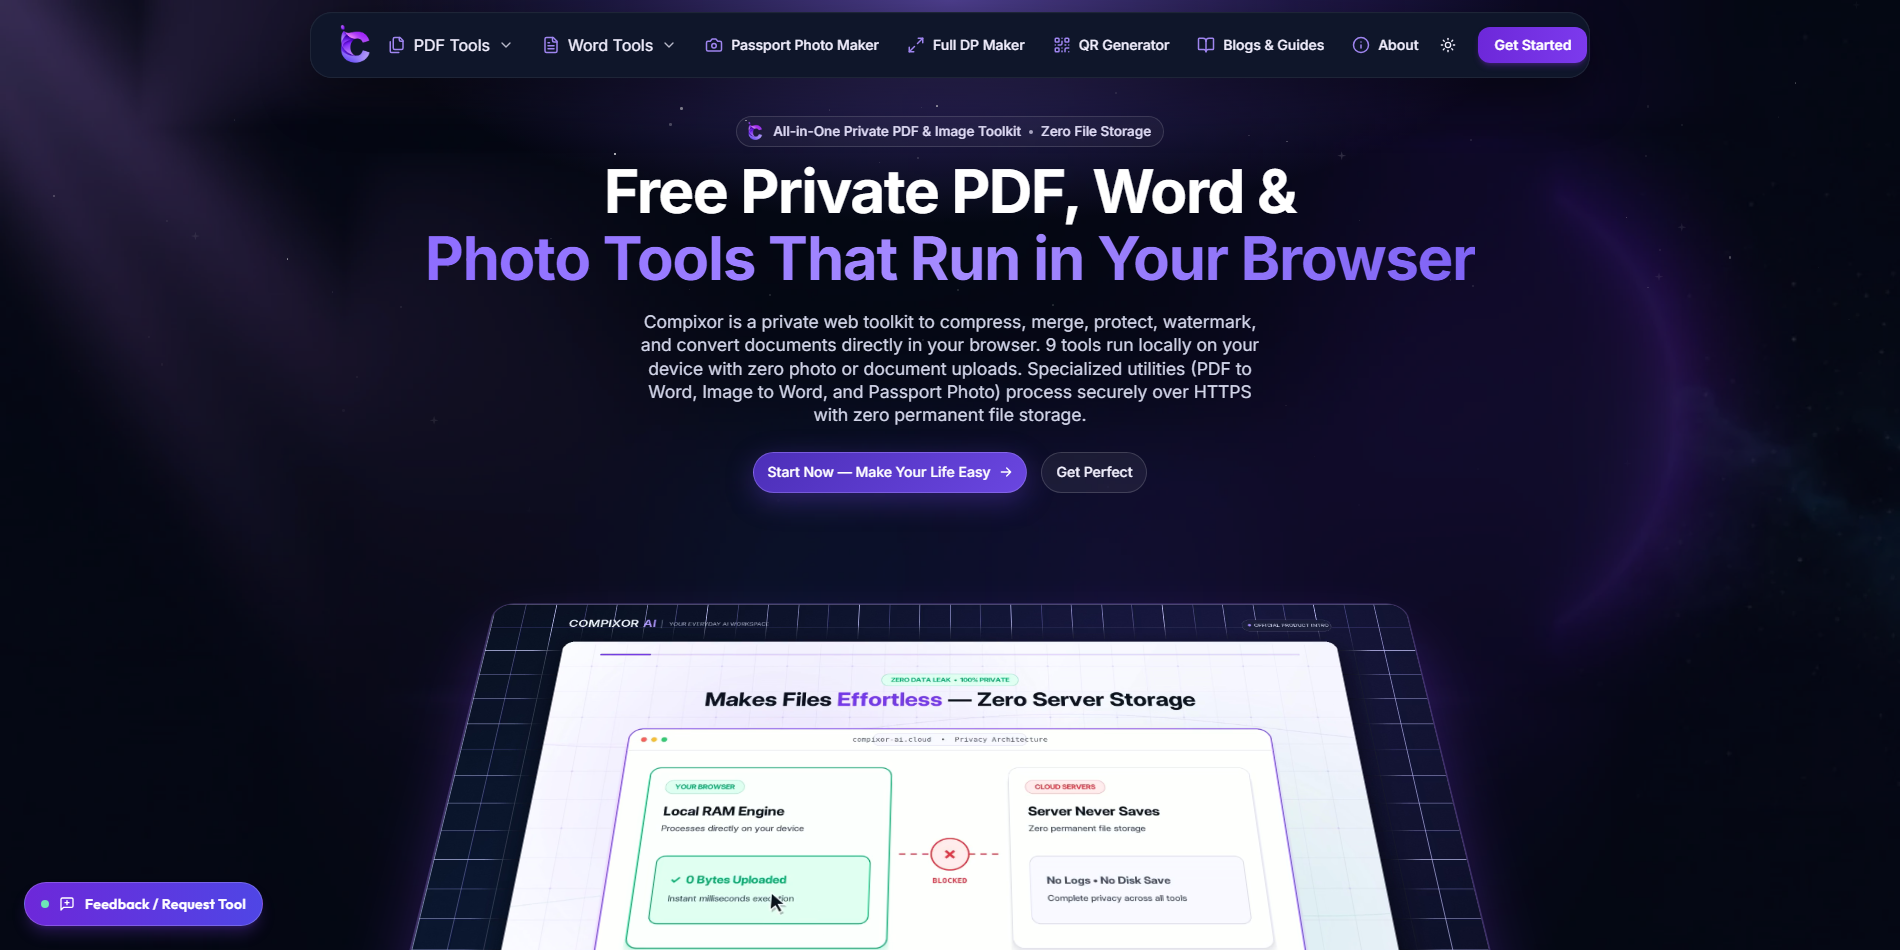 PDF Tools
Word Tools
Passport Photo Maker
Full DP Maker
QR Generator
Blogs & Guides
About
Get Started
All-in-One Private PDF & Image Toolkit • Zero File Storage
Free Private PDF, Word &
Photo Tools That Run in Your Browser
Compixor is a private web toolkit to compress, merge, protect, watermark,
and convert documents directly in your browser. 9 tools run locally on your
device with zero photo or document uploads. Specialized utilities (PDF to
Word, Image to Word, and Passport Photo) process securely over HTTPS
with zero permanent file storage.
Start Now — Make Your Life Easy →
Get Perfect
COMPIXOR AI | YOUR EVERYDAY AI WORKSPACE
• OFFICIAL PRODUCT INTRO
ZERO DATA LEAK • 100% PRIVATE
Makes Files Effortless — Zero Server Storage
compixor-ai.cloud • Privacy Architecture
YOUR BROWSER
Local RAM Engine
Processes directly on your device
✓ 0 Bytes Uploaded
Instant milliseconds execution
BLOCKED
CLOUD SERVERS
Server Never Saves
Zero permanent file storage
No Logs • No Disk Save
Complete privacy across all tools
Feedback / Request Tool